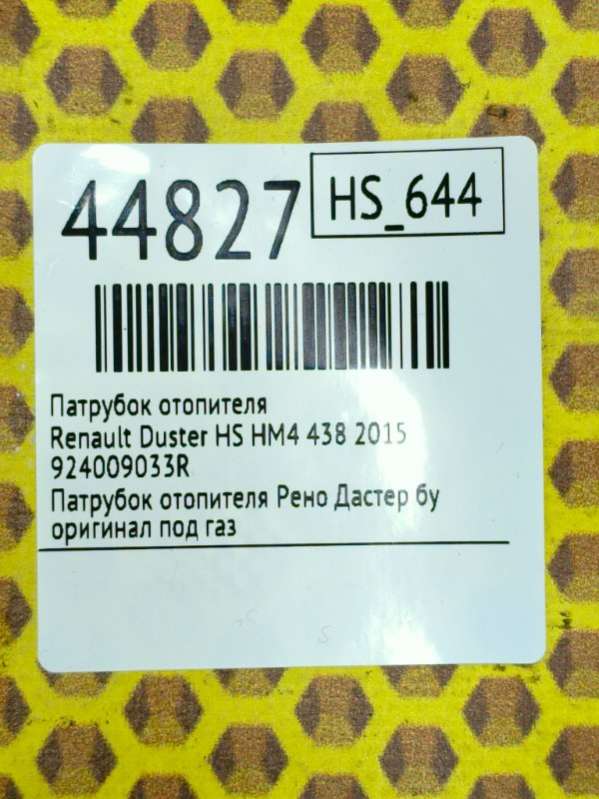 44827
HS_644
Патрубок отопителя
Renault Duster HS HM4 438 2015
924009033R
Патрубок отопителя Рено Дастер бу
оригинал под газ